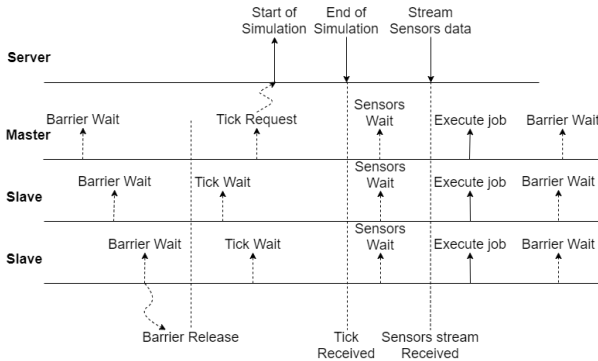 Start of
Simulation
End of
Simulation
Stream
Sensors data
Server
Barrier Wait
Tick Request
Sensors
Wait
Execute job
Barrier Wait
Master
Barrier Wait
Tick Wait
Sensors
Wait
Execute job
Barrier Wait
Slave
Barrier Wait
Tick Wait
Sensors
Wait
Execute job
Barrier Wait
Slave
Barrier Release
Tick
Received
Sensors stream
Received